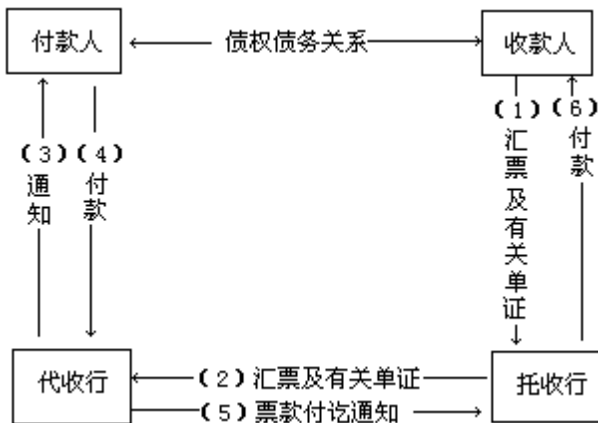 付款人
债权债务关系
收款人
(1)
汇票及有关单证
(6)
付款
(3)
通知
(4)
付款
代收行
(2)汇票及有关单证
(5)票款付讫通知
托收行